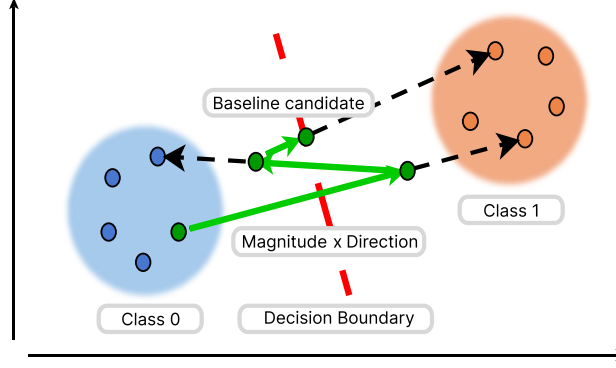 Baseline candidate
Class 1
Magnitude x Direction
Class 0
Decision Boundary